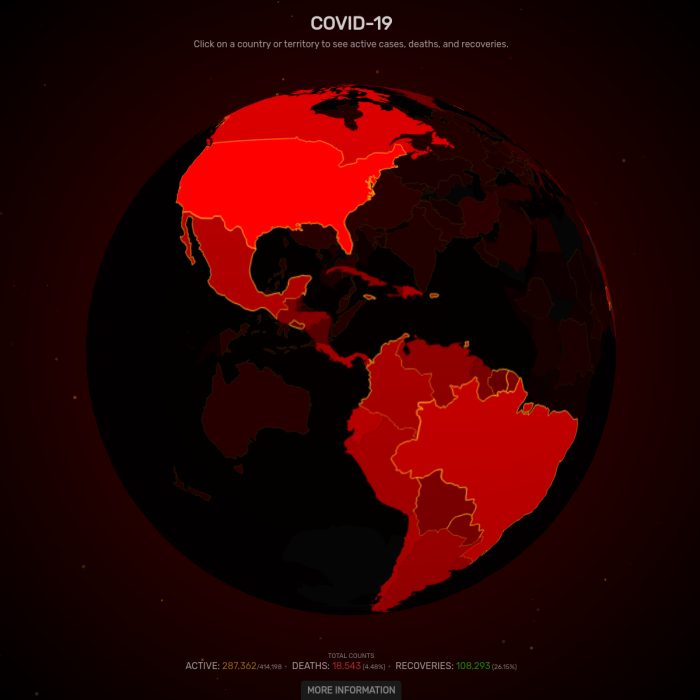 COVID-19
Click on a country or territory to see active cases, deaths, and recoveries.
TOTAL COUNTS
ACTIVE: 287,362/414,198 - DEATHS: 18,543 (4.48%) - RECOVERIES: 108,293 (26.15%)
MORE INFORMATION